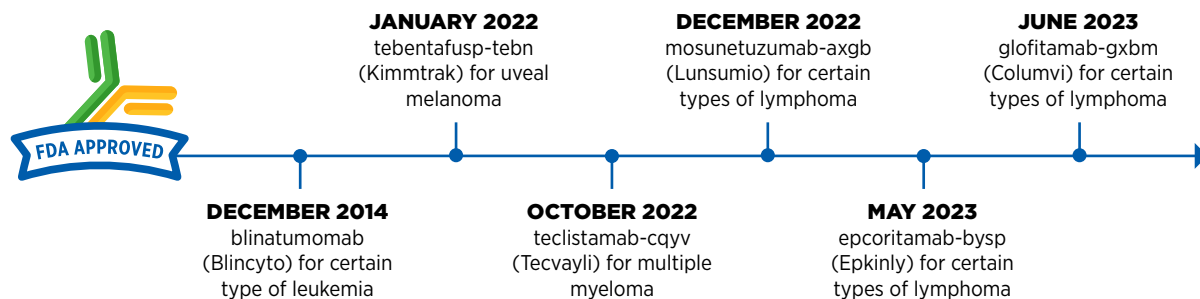 FDA APPROVED
DECEMBER 2014
blinatumomab
(Blincyto) for certain
type of leukemia
JANUARY 2022
tebentafusp-tebn
(Kimmtrak) for uveal
melanoma
OCTOBER 2022
teclistamab-cqyv
(Tecvayli) for multiple
myeloma
DECEMBER 2022
mosunetuzumab-axgb
(Lunsumio) for certain
types of lymphoma
MAY 2023
epcoritamab-bysp
(Epkinly) for certain
types of lymphoma
JUNE 2023
glofitamab-gxbm
(Columvi) for certain
types of lymphoma